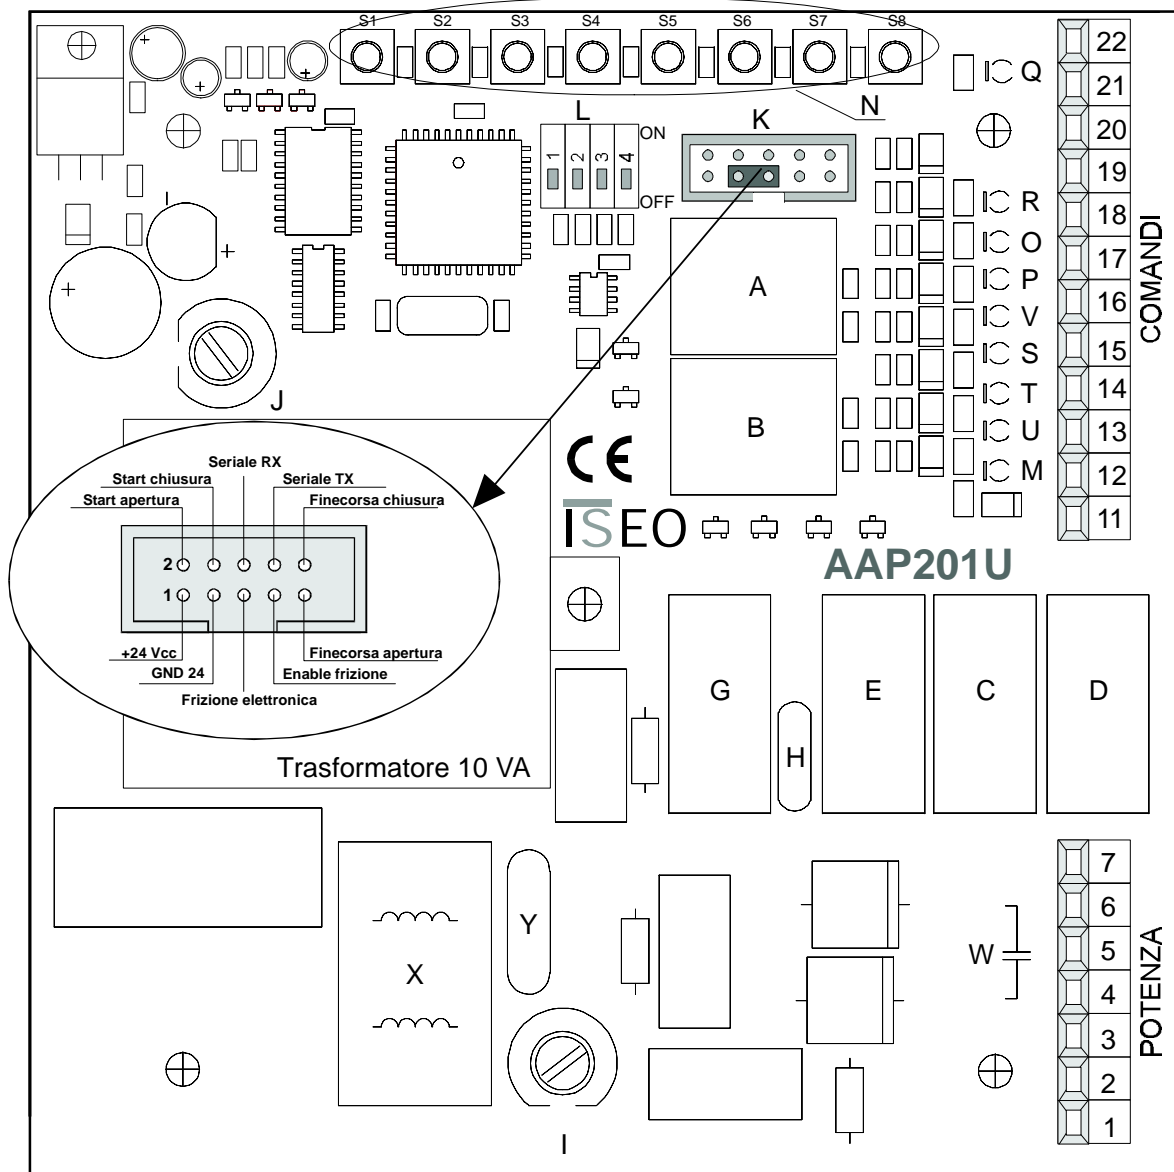 S1 S2 S3 S4 S5 S6 S7 S8
22
Q
21
N
L
K
ON
20
1 2 3 4
19
OFF
R
18
O
17
P
A
16
V
COMANDI
S
15
T
14
J
U
13
B
M
12
11
CE
ISEO
AAP201U
Seriale RX
Start chiusura
Seriale TX
Start apertura
Finecorsa chiusura
2
1
+24 Vcc
Finecorsa apertura
GND 24
Enable frizione
Frizione elettronica
Trasformatore 10 VA
G
E
C
D
H
7
6
5
4
3
2
1
W
POTENZA
Y
X
I
+
+
+
+
+
-